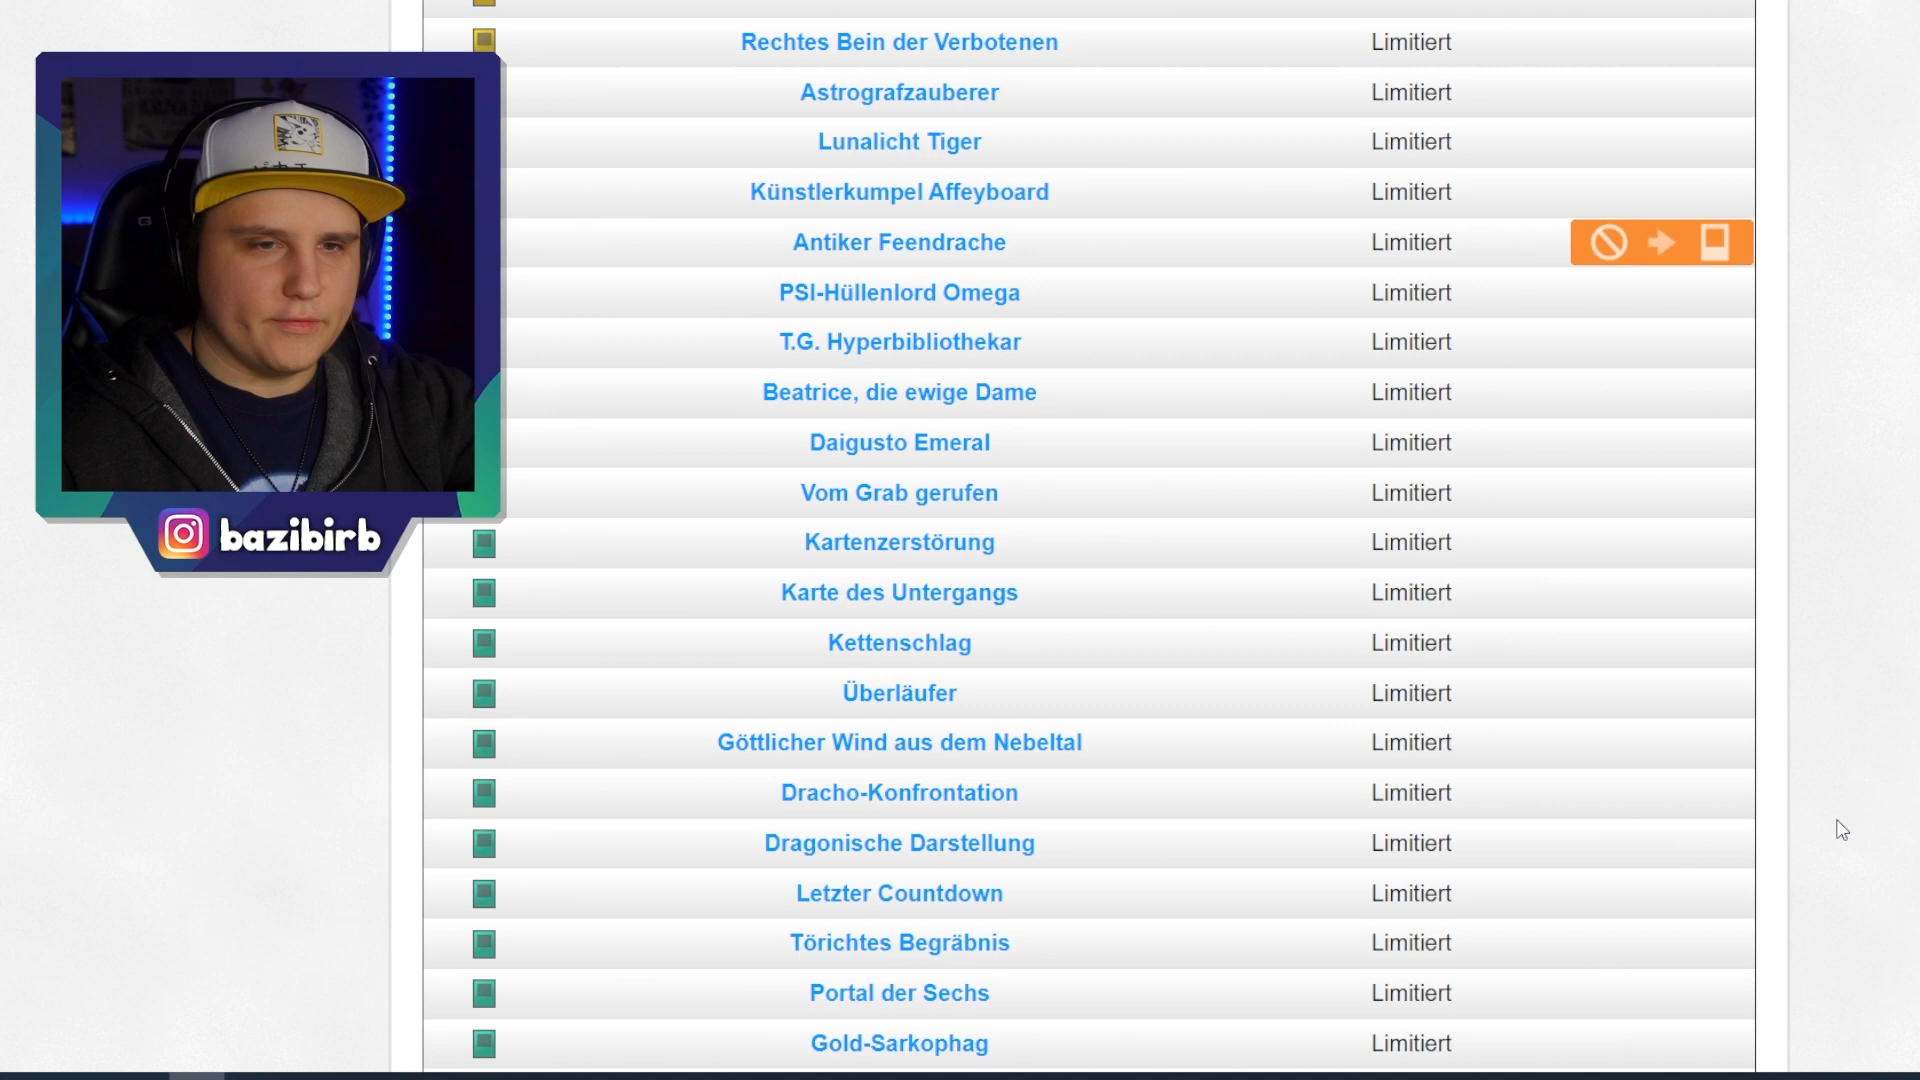 Rechtes Bein der Verbotenen Limitiert
Astrografzauberer Limitiert
Lunalicht Tiger Limitiert
Künstlerkumpel Affeyboard Limitiert
Antiker Feendrache Limitiert
PSI-Hüllenlord Omega Limitiert
T.G. Hyperbibliothekar Limitiert
Beatrice, die ewige Dame Limitiert
Daigusto Emeral Limitiert
Vom Grab gerufen Limitiert
bazibirb
Kartenzerstörung Limitiert
Karte des Untergangs Limitiert
Kettenschlag Limitiert
Überläufer Limitiert
Göttlicher Wind aus dem Nebeltal Limitiert
Dracho-Konfrontation Limitiert
Dragonische Darstellung Limitiert
Letzter Countdown Limitiert
Törichtes Begräbnis Limitiert
Portal der Sechs Limitiert
Gold-Sarkophag Limitiert